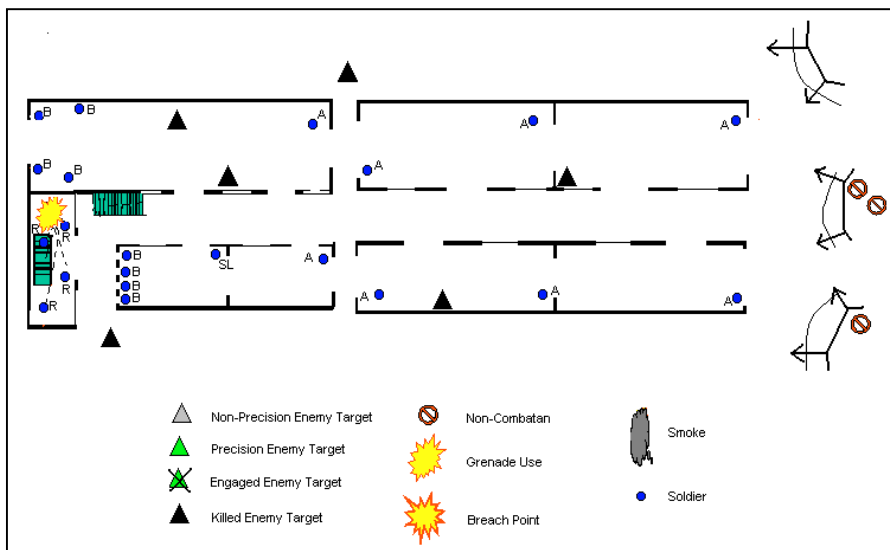 B
B
A
A
A
B
B
A
R
R
R
R
B
B
B
B
SL
A
A
A
A
Non-Precision Enemy Target
Precision Enemy Target
Engaged Enemy Target
Killed Enemy Target
Non-Combatan
Grenade Use
Breach Point
Smoke
Soldier